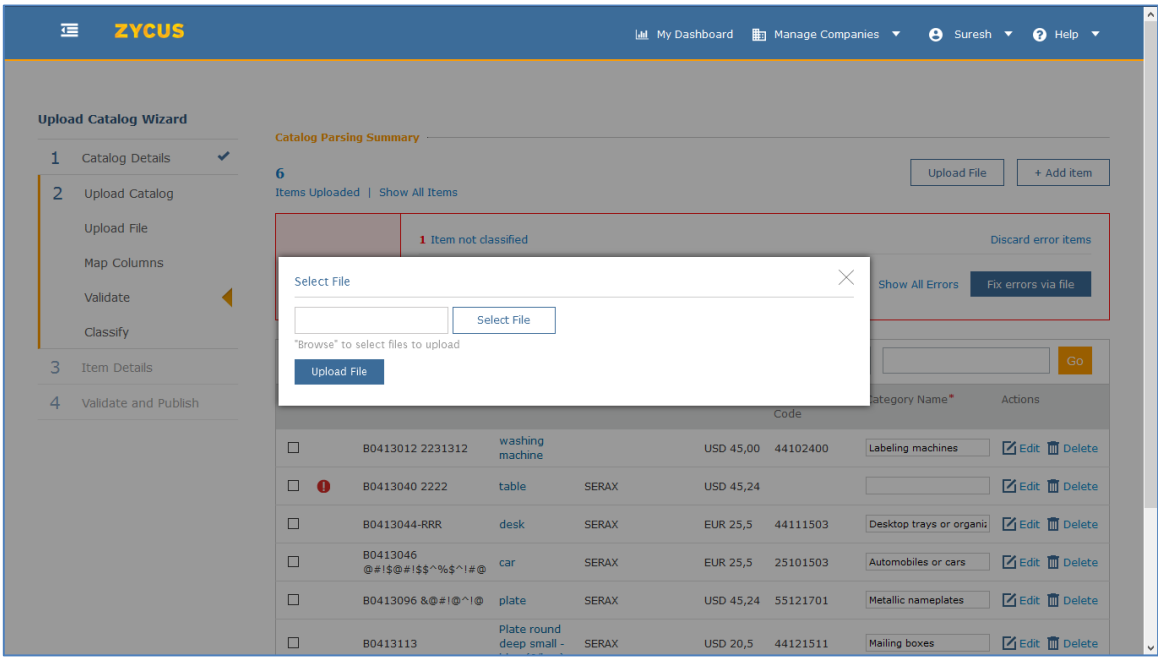 ZYCUS
My Dashboard
Manage Companies
Suresh
Help
Upload Catalog Wizard
1 Catalog Details
2 Upload Catalog
Upload File
Map Columns
Validate
Classify
3 Item Details
4 Validate and Publish
Catalog Parsing Summary
6
Items Uploaded | Show All Items
Upload File
+ Add item
1 Item not classified
Discard error items
Show All Errors
Fix errors via file
Select File
Select File
"Browse" to select files to upload
Upload File
Go
Code
Category Name*
Actions
B0413012 2231312 washing machine USD 45,00 44102400 Labeling machines Edit Delete
B0413040 2222 table SERAX USD 45,24 Edit Delete
B0413044-RRR desk SERAX EUR 25,5 44111503 Desktop trays or organiz Edit Delete
B0413046 @#!$@#!$$^%$^!#@ car SERAX EUR 25,5 25101503 Automobiles or cars Edit Delete
B0413096 &@#!@^!@ plate SERAX USD 45,24 55121701 Metallic nameplates Edit Delete
B0413113 Plate round deep small - SERAX USD 20,5 44121511 Mailing boxes Edit Delete